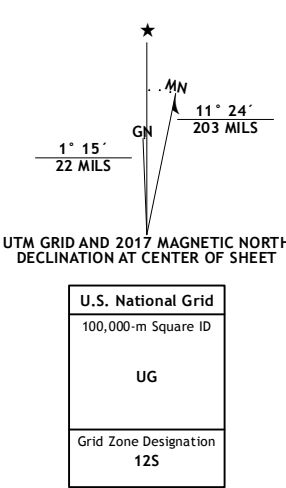 ★
MN
GN
11° 24´
203 MILS
1° 15´
22 MILS
UTM GRID AND 2017 MAGNETIC NORTH
DECLINATION AT CENTER OF SHEET
U.S. National Grid
100,000-m Square ID
UG
Grid Zone Designation
12S